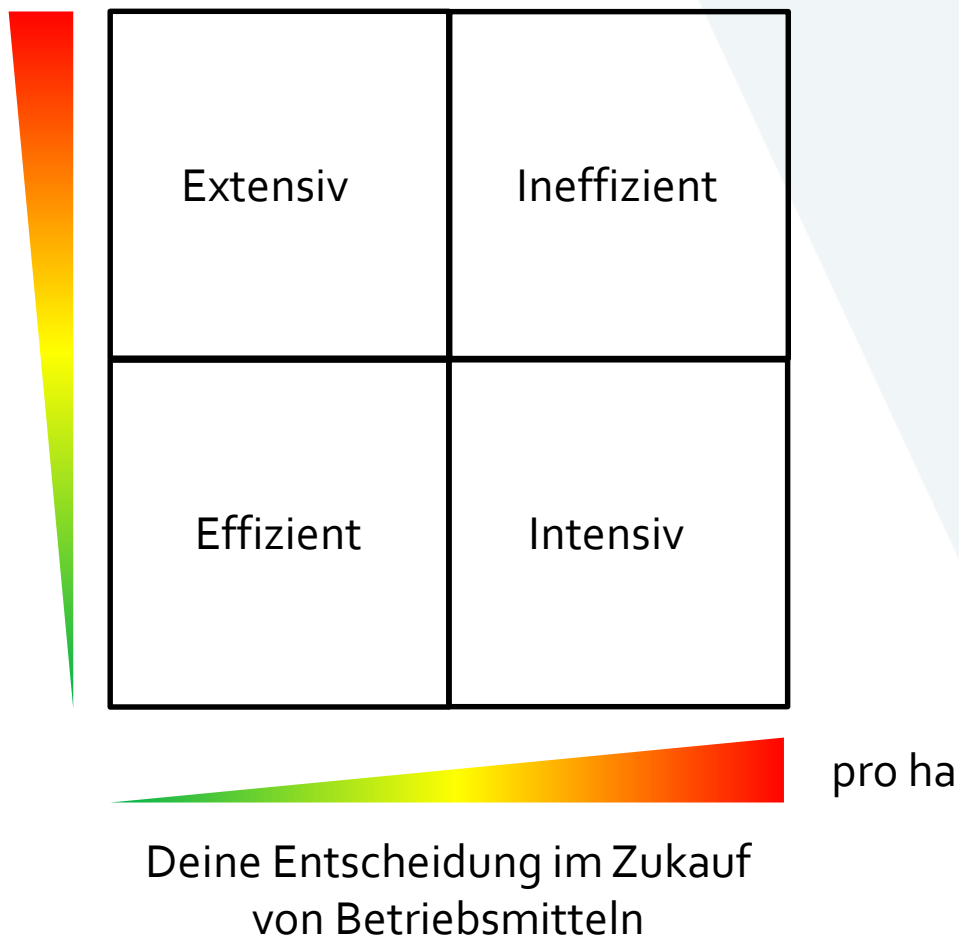 Extensiv
Ineffizient
Effizient
Intensiv
pro ha
Deine Entscheidung im Zukauf
von Betriebsmitteln